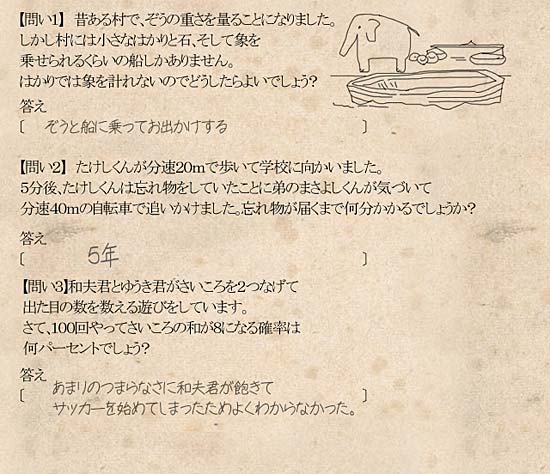 【問い1】 昔ある村で、ぞうの重さを量ることになりました。
しかし村には小さなはかりと石、そして象を
乗せられるくらいの船しかありません。
はかりでは象を計れないのでどうしたらよいでしょう?
答え
[ ぞうと船に乗ってお出かけする ]
【問い2】 たけしくんが分速20mで歩いて学校に向かいました。
5分後、たけしくんは忘れ物をしていたことに弟のまさよしくんが気づいて
分速40mの自転車で追いかけました。忘れ物が届くまで何分かかるでしょうか?
答え
[ 5年 ]
【問い3】和夫君とゆうき君がさいころを2つなげて
出た目の数を数える遊びをしています。
さて、100回やってさいころの和が8になる確率は
何パーセントでしょう?
答え
[ あまりのつまらなさに和夫君が飽きて ]
サッカーを始めてしまったためよくわからなかった。